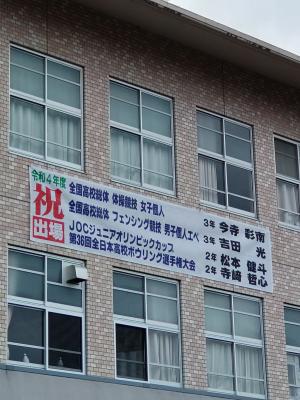 令和4年度
祝
出場
全国高校総体 体操競技 女子個人 3年 今寺 彩南
全国高校総体 フェンシング競技 男子個人エペ 3年 吉田 光
JOCジュニアオリンピックカップ 2年 松本 健斗
第36回全日本高校ボウリング選手権大会 2年 寺崎 哲心